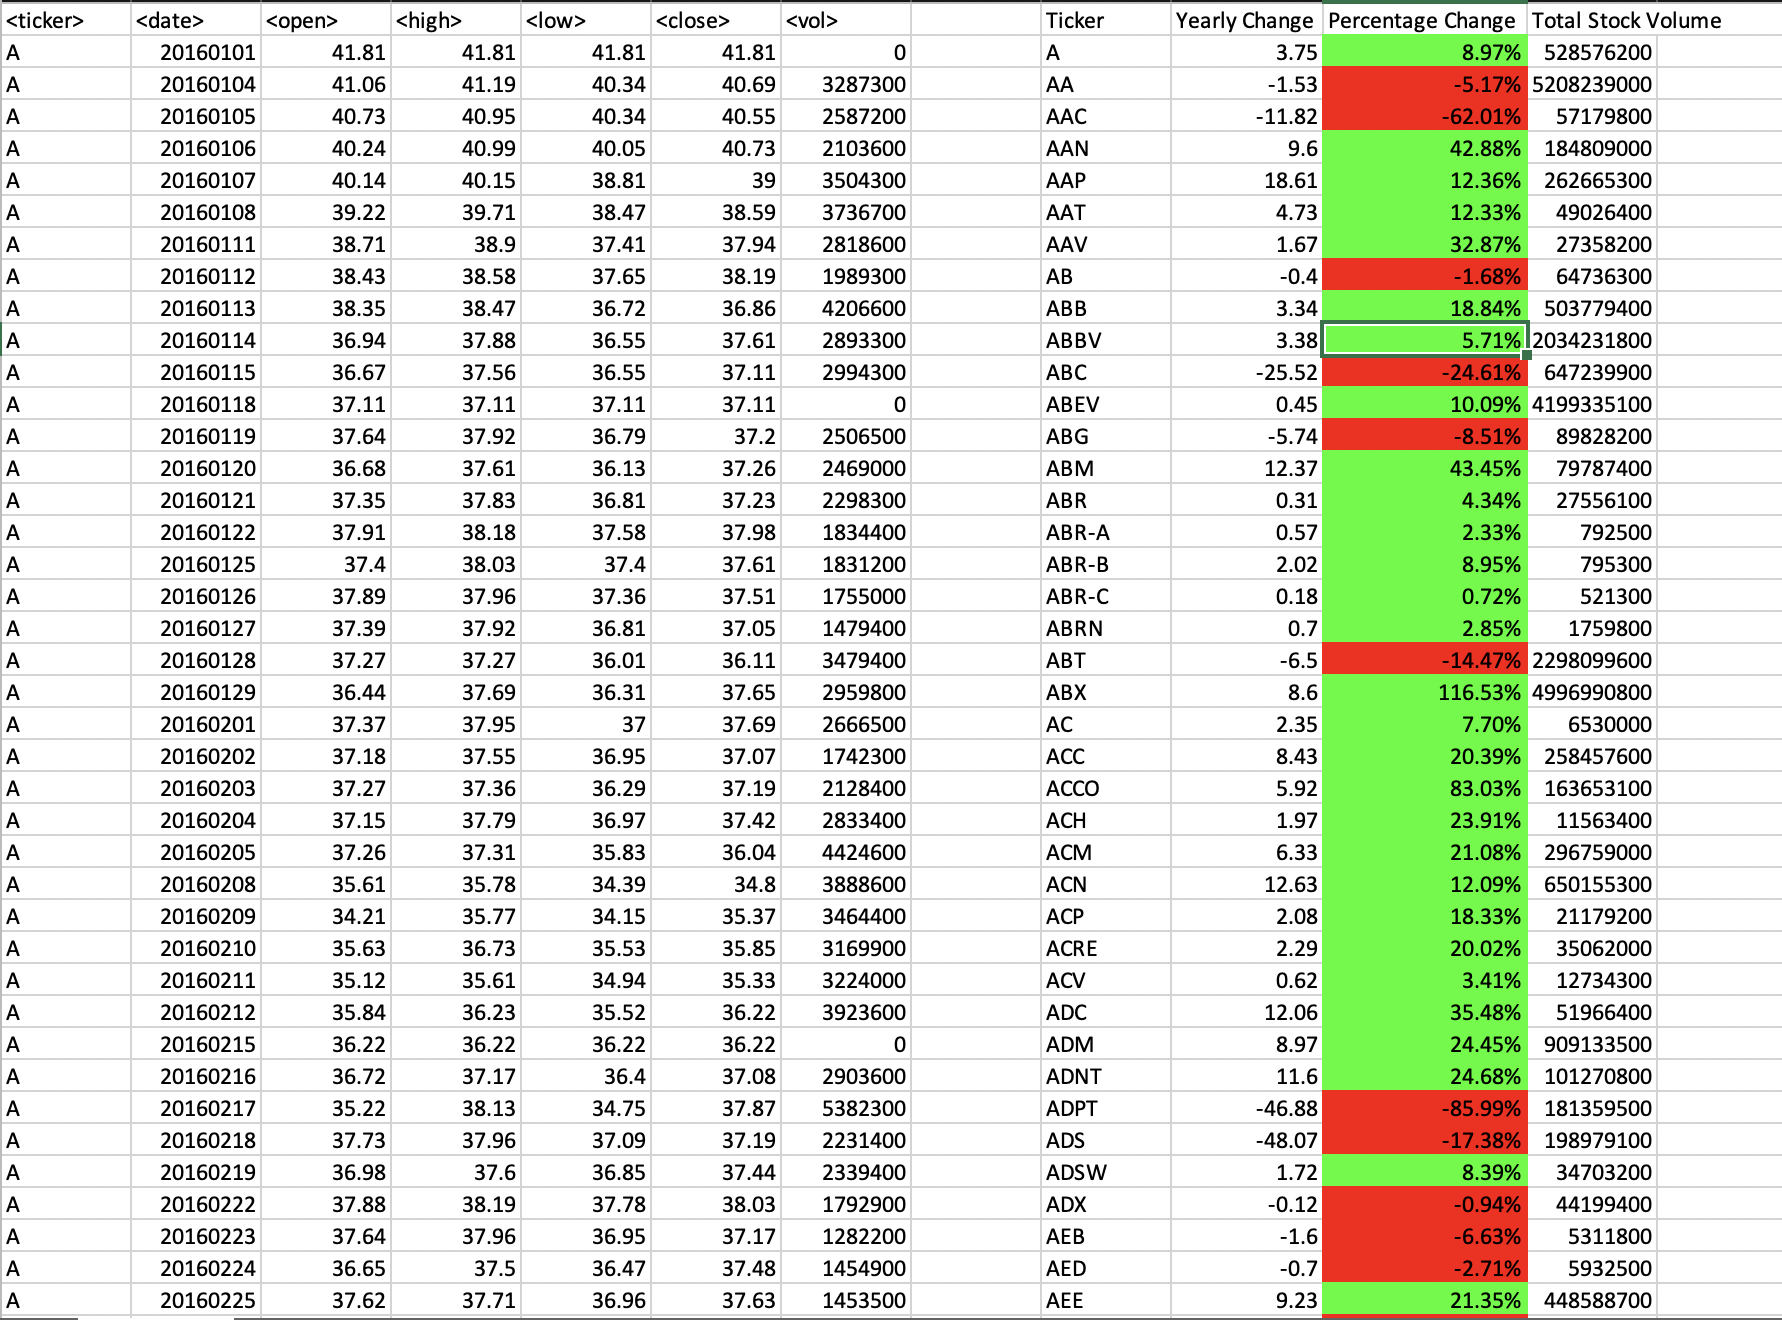 <ticker> <date> <open> <high> <low> <close> <vol> Ticker Yearly Change Percentage Change Total Stock Volume
A 20160101 41.81 41.81 41.81 41.81 0 A 3.75 8.97% 528576200
A 20160104 41.06 41.19 40.34 40.69 3287300 AA -1.53 -5.17% 5208239000
A 20160105 40.73 40.95 40.34 40.55 2587200 AAC -11.82 -62.01% 57179800
A 20160106 40.24 40.99 40.05 40.73 2103600 AAN 9.6 42.88% 184809000
A 20160107 40.14 40.15 38.81 39 3504300 AAP 18.61 12.36% 262665300
A 20160108 39.22 39.71 38.47 38.59 3736700 AAT 4.73 12.33% 49026400
A 20160111 38.71 38.9 37.41 37.94 2818600 AAV 1.67 32.87% 27358200
A 20160112 38.43 38.58 37.65 38.19 1989300 AB -0.4 -1.68% 64736300
A 20160113 38.35 38.47 36.72 36.86 4206600 ABB 3.34 18.84% 503779400
A 20160114 36.94 37.88 36.55 37.61 2893300 ABBV 3.38 5.71% 2034231800
A 20160115 36.67 37.56 36.55 37.11 2994300 ABC -25.52 -24.61% 647239900
A 20160118 37.11 37.11 37.11 37.11 0 ABEV 0.45 10.09% 4199335100
A 20160119 37.64 37.92 36.79 37.2 2506500 ABG -5.74 -8.51% 89828200
A 20160120 36.68 37.61 36.13 37.26 2469000 ABM 12.37 43.45% 79787400
A 20160121 37.35 37.83 36.81 37.23 2298300 ABR 0.31 4.34% 27556100
A 20160122 37.91 38.18 37.58 37.98 1834400 ABR-A 0.57 2.33% 792500
A 20160125 37.4 38.03 37.4 37.61 1831200 ABR-B 2.02 8.95% 795300
A 20160126 37.89 37.96 37.36 37.51 1755000 ABR-C 0.18 0.72% 521300
A 20160127 37.39 37.92 36.81 37.05 1479400 ABRN 0.7 2.85% 1759800
A 20160128 37.27 37.27 36.01 36.11 3479400 ABT -6.5 -14.47% 2298099600
A 20160129 36.44 37.69 36.31 37.65 2959800 ABX 8.6 116.53% 4996990800
A 20160201 37.37 37.95 37 37.69 2666500 AC 2.35 7.70% 6530000
A 20160202 37.18 37.55 36.95 37.07 1742300 ACC 8.43 20.39% 258457600
A 20160203 37.27 37.36 36.29 37.19 2128400 ACCO 5.92 83.03% 163653100
A 20160204 37.15 37.79 36.97 37.42 2833400 ACH 1.97 23.91% 11563400
A 20160205 37.26 37.31 35.83 36.04 4424600 ACM 6.33 21.08% 296759000
A 20160208 35.61 35.78 34.39 34.8 3888600 ACN 12.63 12.09% 650155300
A 20160209 34.21 35.77 34.15 35.37 3464400 ACP 2.08 18.33% 21179200
A 20160210 35.63 36.73 35.53 35.85 3169900 ACRE 2.29 20.02% 35062000
A 20160211 35.12 35.61 34.94 35.33 3224000 ACV 0.62 3.41% 12734300
A 20160212 35.84 36.23 35.52 36.22 3923600 ADC 12.06 35.48% 51966400
A 20160215 36.22 36.22 36.22 36.22 0 ADM 8.97 24.45% 909133500
A 20160216 36.72 37.17 36.4 37.08 2903600 ADNT 11.6 24.68% 101270800
A 20160217 35.22 38.13 34.75 37.87 5382300 ADPT -46.88 -85.99% 181359500
A 20160218 37.73 37.96 37.09 37.19 2231400 ADS -48.07 -17.38% 198979100
A 20160219 36.98 37.6 36.85 37.44 2339400 ADSW 1.72 8.39% 34703200
A 20160222 37.88 38.19 37.78 38.03 1792900 ADX -0.12 -0.94% 44199400
A 20160223 37.64 37.96 36.95 37.17 1282200 AEB -1.6 -6.63% 5311800
A 20160224 36.65 37.5 36.47 37.48 1454900 AED -0.7 -2.71% 5932500
A 20160225 37.62 37.71 36.96 37.63 1453500 AEE 9.23 21.35% 448588700